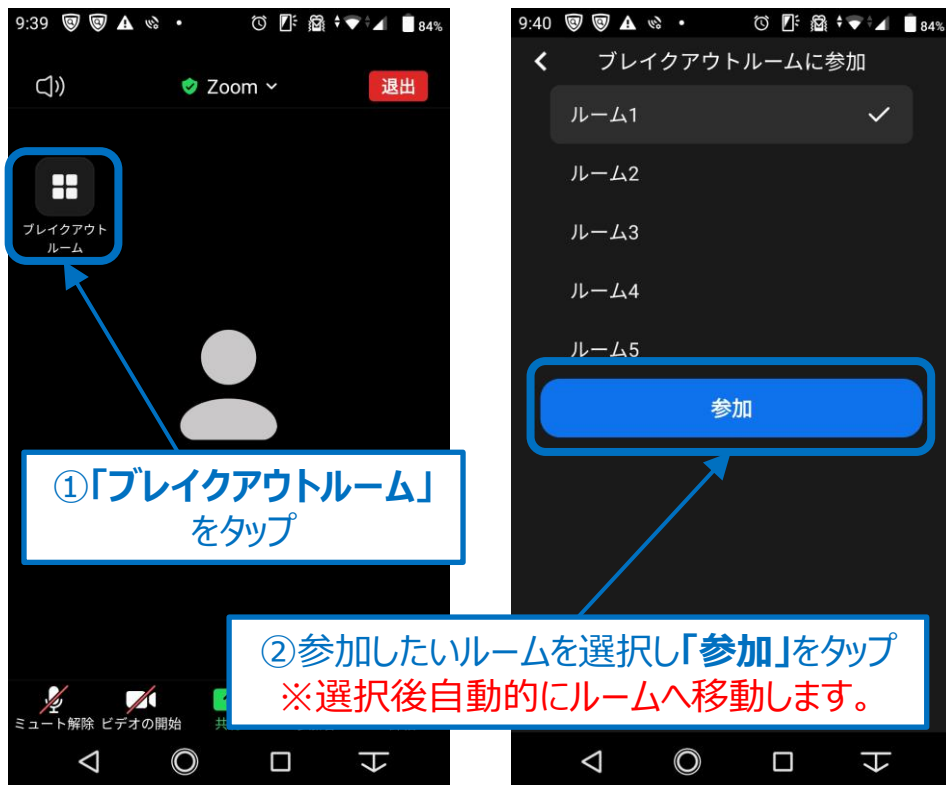 9:39
84%
Zoom
退出
ブレイクアウト
ルーム
①「ブレイクアウトルーム」
をタップ
ミュート解除 ビデオの開始
9:40
84%
ブレイクアウトルームに参加
ルーム1
ルーム2
ルーム3
ルーム4
ルーム5
参加
②参加したいルームを選択し「参加」をタップ
※選択後自動的にルームへ移動します。